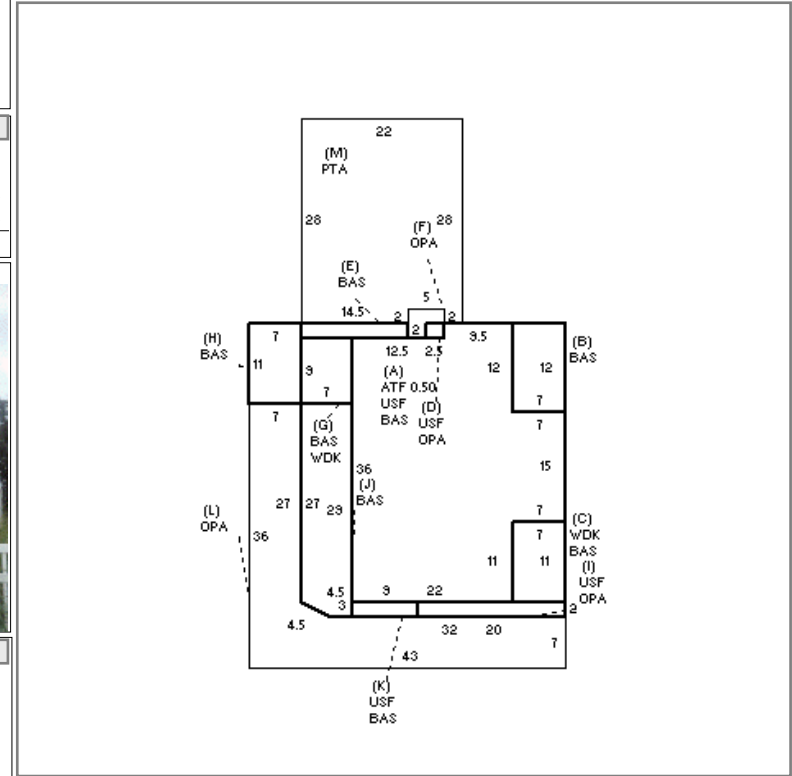 22
(M)
PTA
28
28
(F)
OPA
(E)
BAS
5
14.5
2
2
2
(H)
BAS
7
9.5
(B)
BAS
12.5
2.5
11
9
12
12
(A)
ATF 0.50
USF
BAS
7
7
7
7
(D)
USF
OPA
(G)
BAS
WDK
36
15
(J)
BAS
27
27
29
7
(L)
OPA
(C)
WDK
BAS
36
7
11
11
(I)
USF
OPA
4.5
9
22
3
2
4.5
32
20
7
43
(K)
USF
BAS